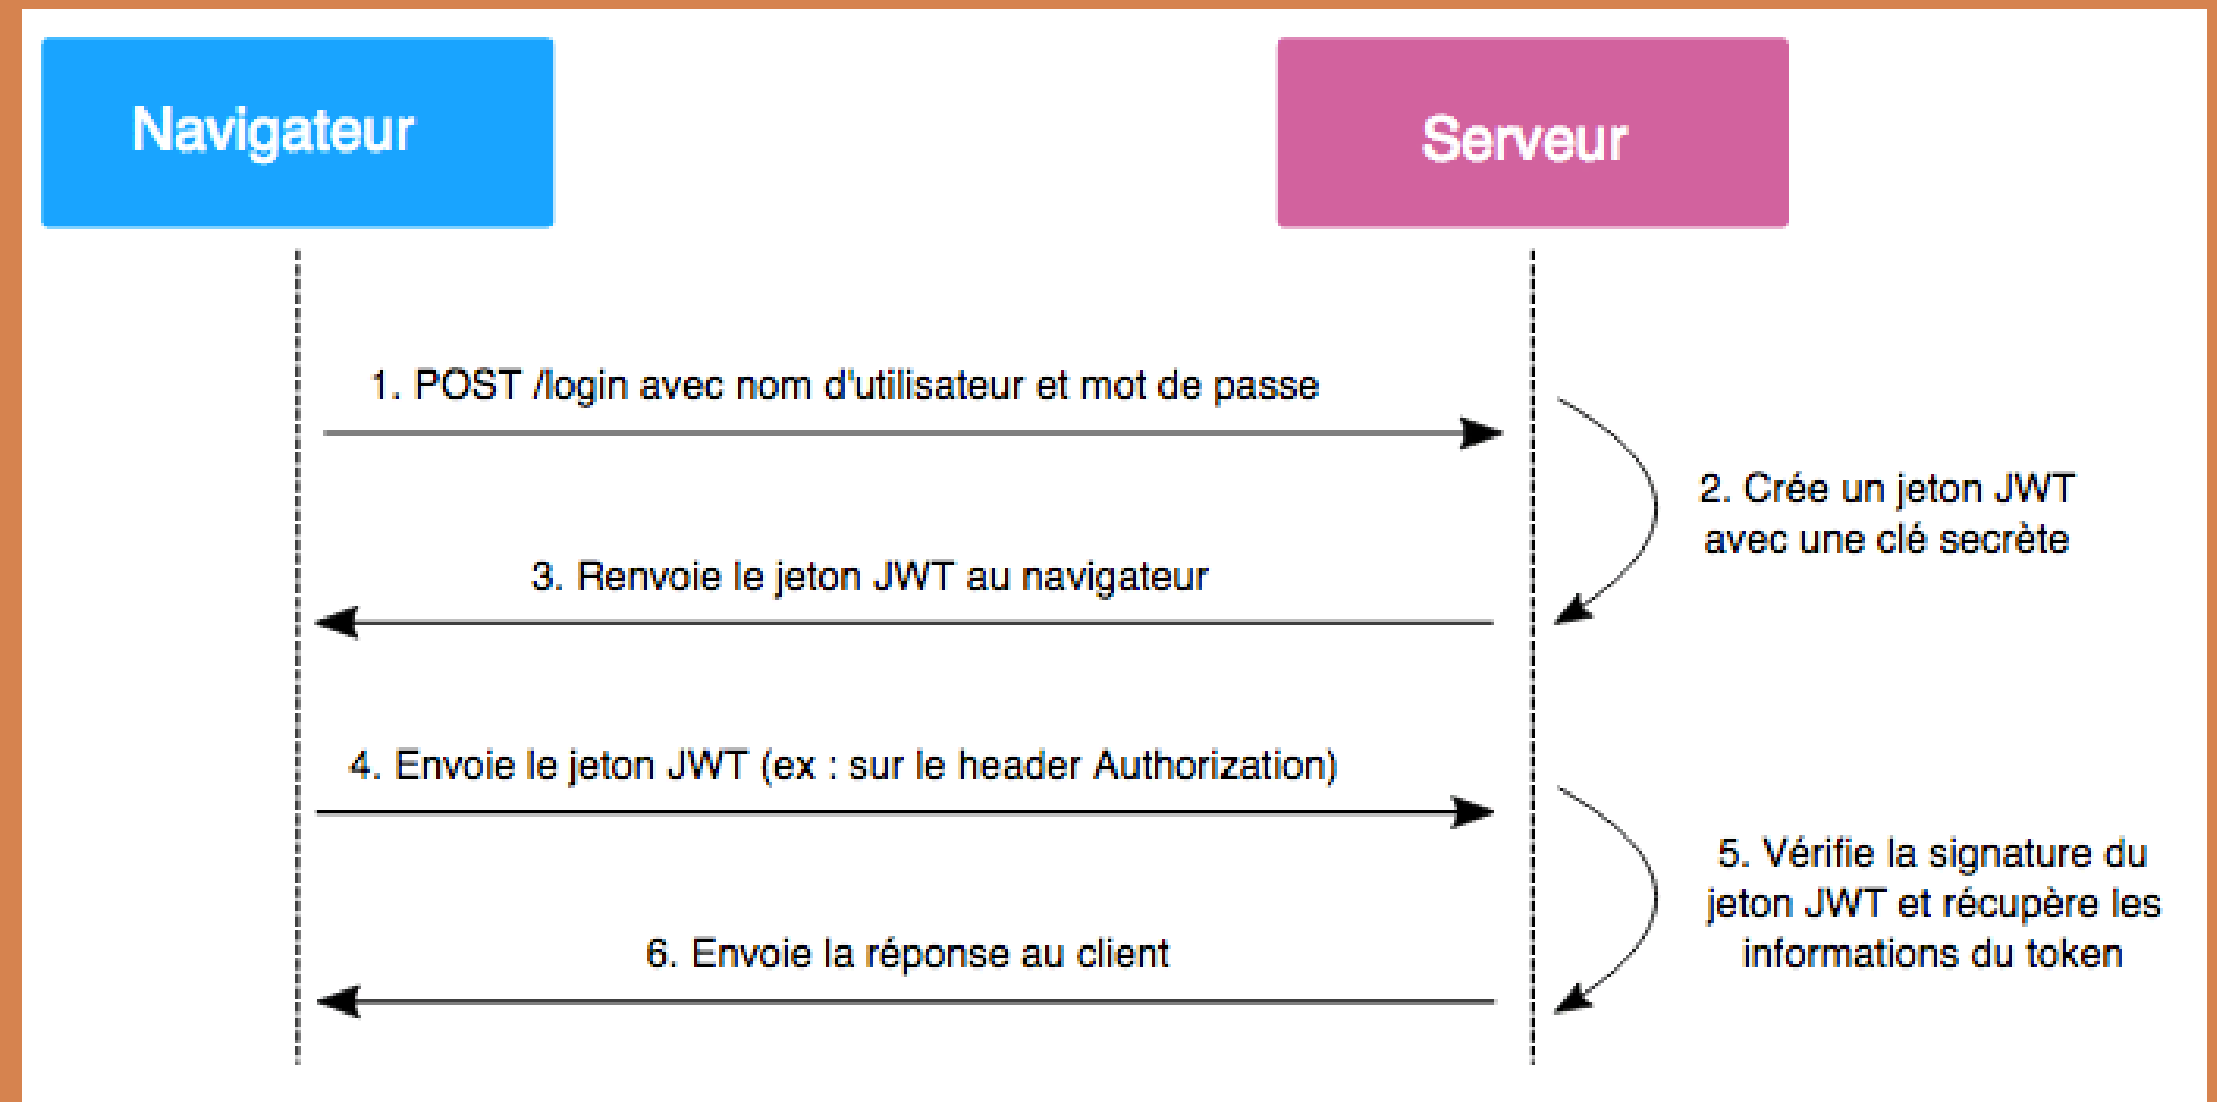 Navigateur
Serveur
1. POST /login avec nom d'utilisateur et mot de passe
2. Crée un jeton JWT
avec une clé secrète
3. Renvoie le jeton JWT au navigateur
4. Envoie le jeton JWT (ex : sur le header Authorization)
5. Vérifie la signature du
jeton JWT et récupère les
informations du token
6. Envoie la réponse au client